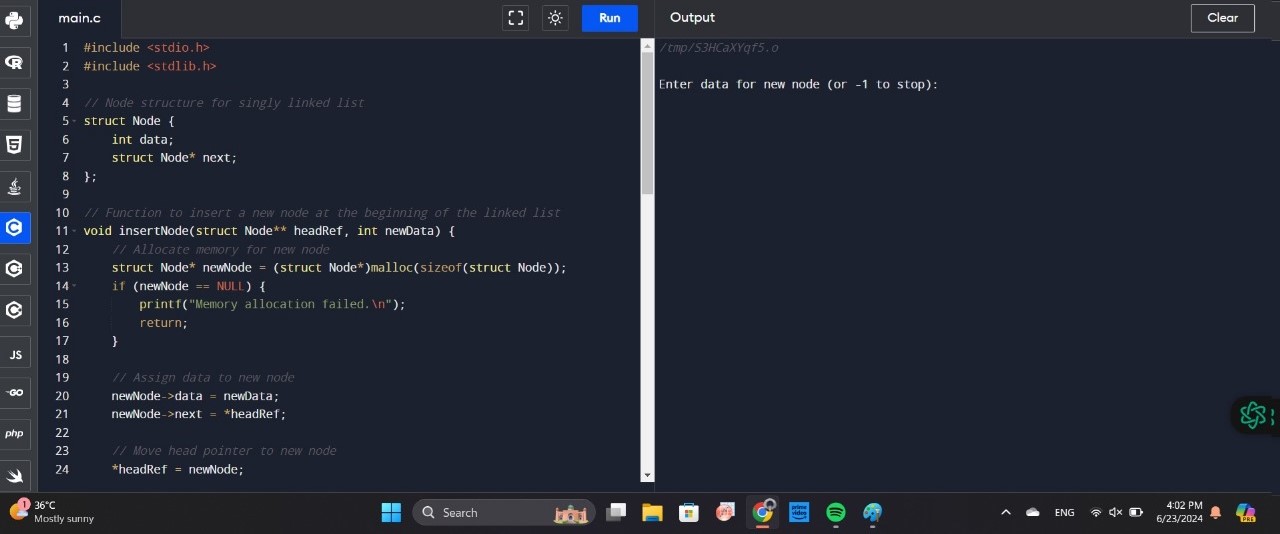 main.c
Run
Output
Clear
1 #include <stdio.h>
2 #include <stdlib.h>
3
4 // Node structure for singly linked list
5 struct Node {
6 int data;
7 struct Node* next;
8 };
9
10 // Function to insert a new node at the beginning of the linked list
11 void insertNode(struct Node** headRef, int newData) {
12 // Allocate memory for new node
13 struct Node* newNode = (struct Node*)malloc(sizeof(struct Node));
14 if (newNode == NULL) {
15 printf("Memory allocation failed.\n");
16 return;
17 }
18
19 // Assign data to new node
20 newNode->data = newData;
21 newNode->next = *headRef;
22
23 // Move head pointer to new node
24 *headRef = newNode;
/tmp/S3HCaXYqf5.o
Enter data for new node (or -1 to stop):
JS
GO
php
1
36°C
Mostly sunny
Search
prime video
ENG
4:02 PM
6/23/2024
PRE